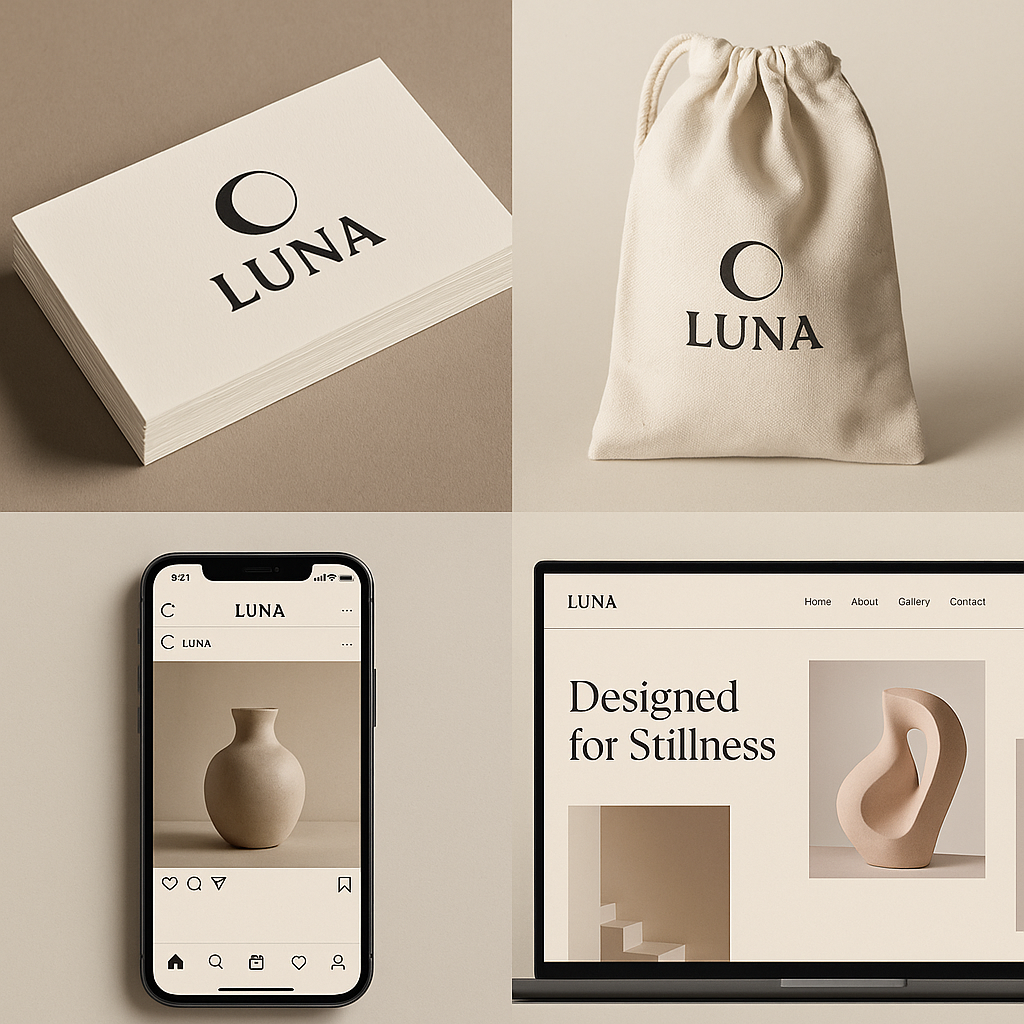 LUNA
LUNA
9:21
LUNA
LUNA
LUNA
Home About Gallery Contact
Designed
for Stillness